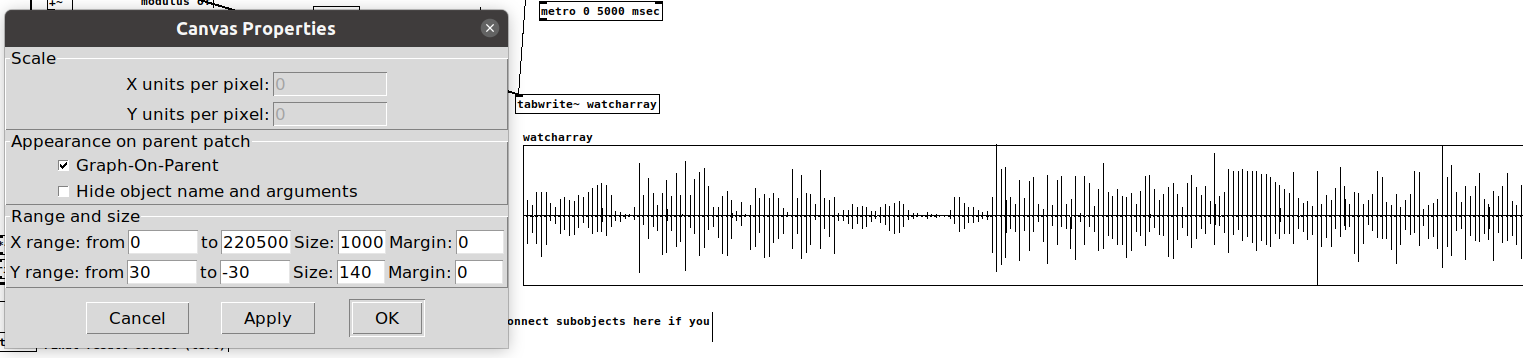 +~
modulus of
metro 0 5000 msec
Canvas Properties
Scale
X units per pixel: 0
Y units per pixel: 0
tabwrite~ watcharray
Appearance on parent patch
watcharray
Graph-On-Parent
Hide object name and arguments
Range and size
X range: from 0 to 220500 Size: 1000 Margin: 0
Y range: from 30 to -30 Size: 140 Margin: 0
Cancel Apply OK
onnect subobjects here if you